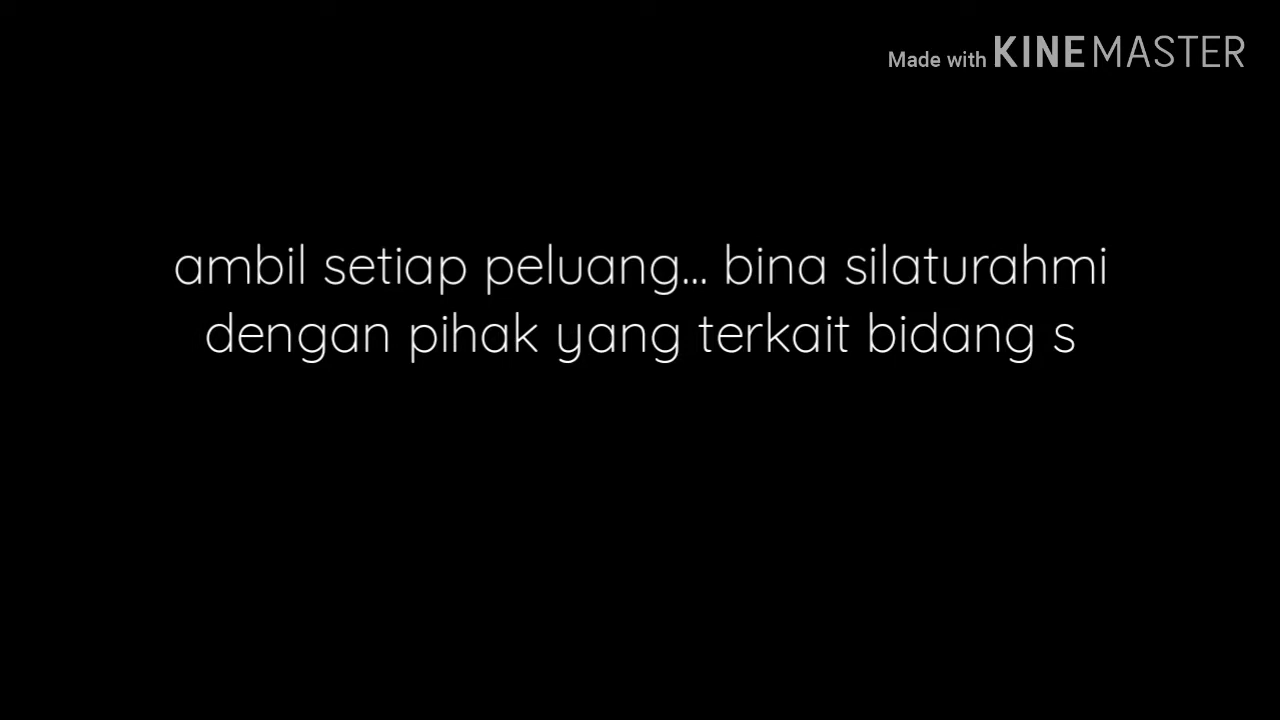 Made with KINEMASTER
ambil setiap peluang... bina silaturahmi
dengan pihak yang terkait bidang s